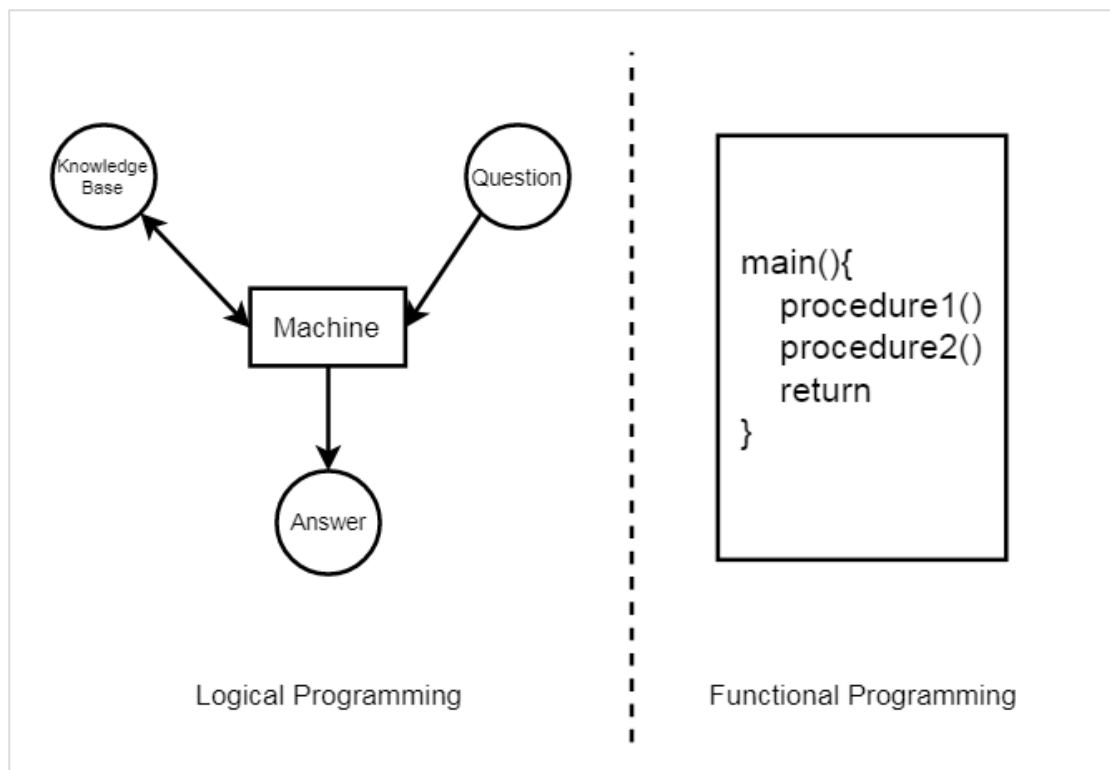 Knowledge
Base
Question
Machine
Answer
Logical Programming
main(){
procedure1()
procedure2()
return
}
Functional Programming